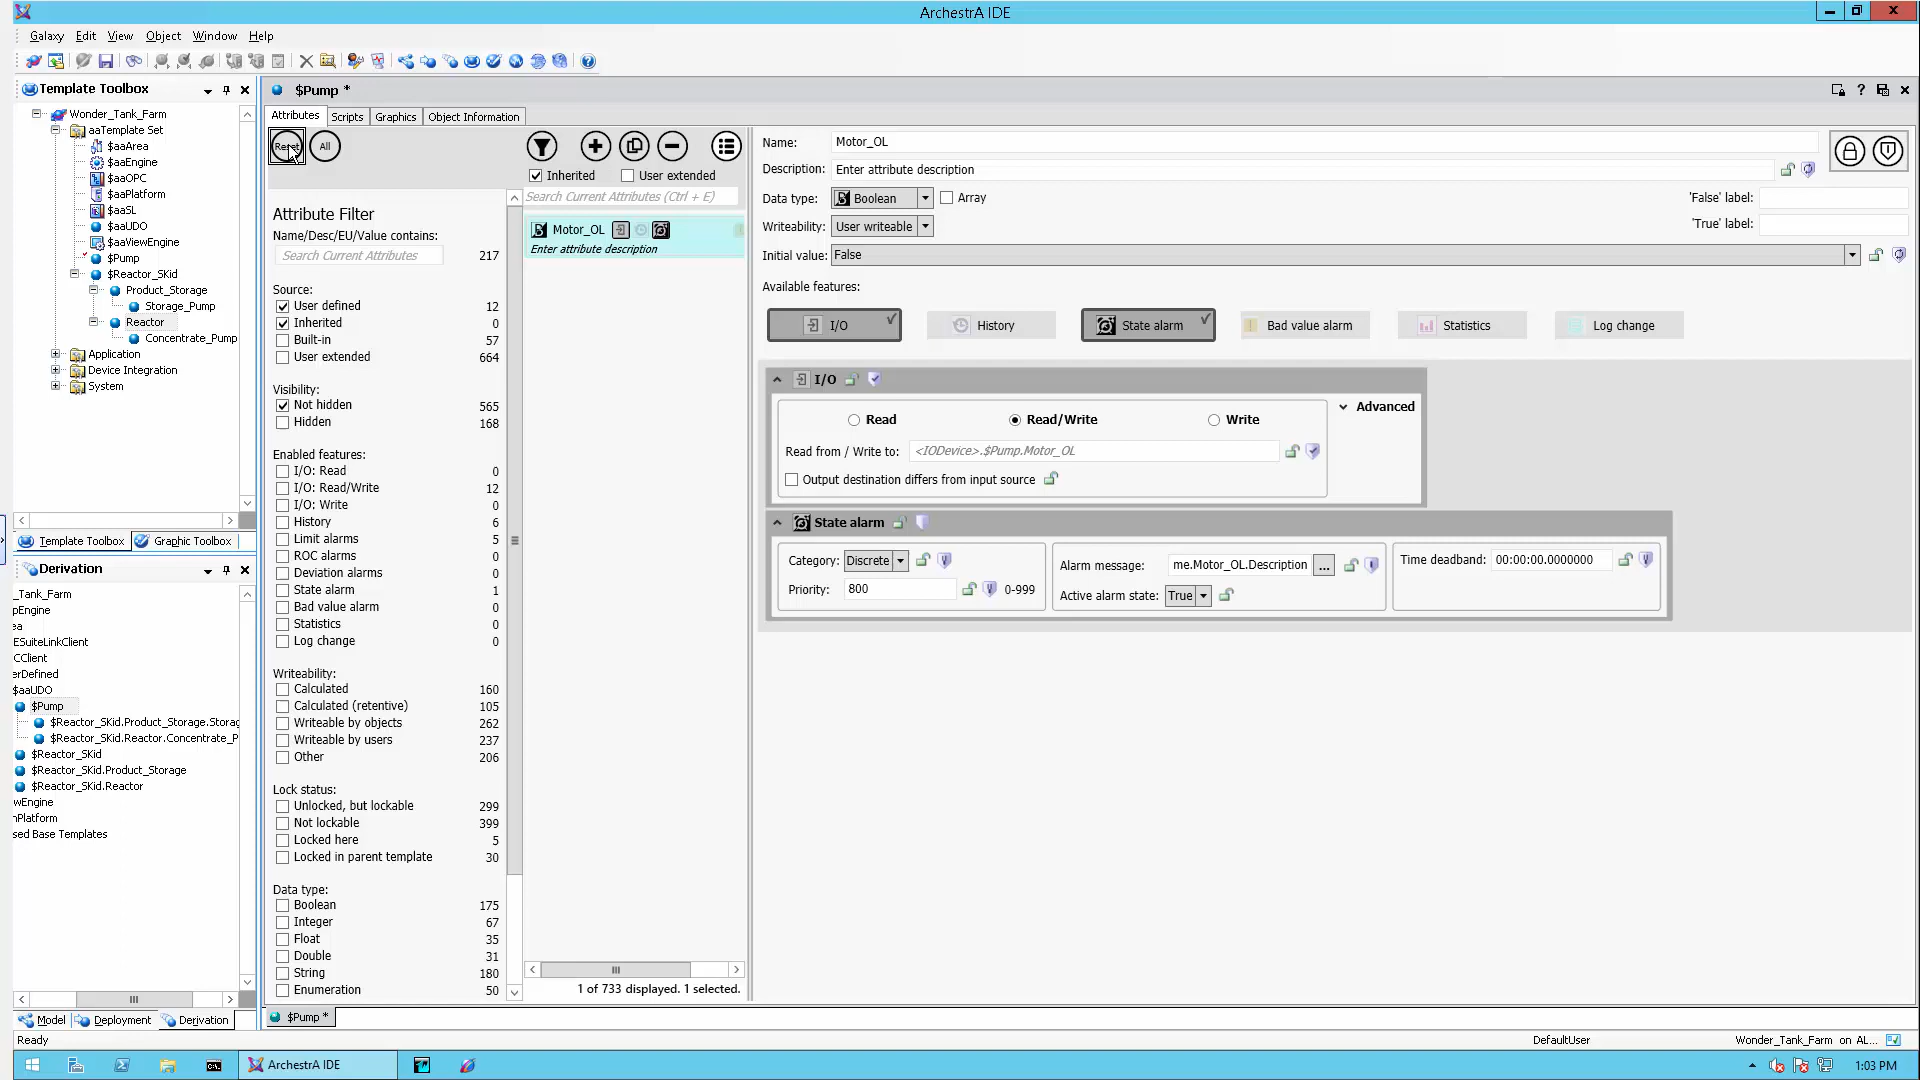 ArchestrA IDE
Galaxy Edit View Object Window Help
Template Toolbox
Wonder_Tank_Farm
aaTemplate Set
$aaArea
$aaEngine
$aaOPC
$aaPlatform
$aaSL
$aaUDO
$aaViewEngine
$Pump
$Reactor_SKid
Product_Storage
Storage_Pump
Reactor
Concentrate_Pump
Application
Device Integration
System
Template Toolbox Graphic Toolbox
Derivation
_Tank_Farm
pEngine
ea
ESuiteLinkClient
CClient
erDefined
$aaUDO
$Pump
$Reactor_SKid.Product_Storage.Storag
$Reactor_SKid.Reactor.Concentrate_P
$Reactor_SKid
$Reactor_SKid.Product_Storage
$Reactor_SKid.Reactor
wEngine
nPlatform
sed Base Templates
Model Deployment Derivation
$Pump *
Attributes Scripts Graphics Object Information
Reset All
Attribute Filter
Name/Desc/EU/Value contains:
Search Current Attributes 217
Source:
User defined 12
Inherited 0
Built-in 57
User extended 664
Visibility:
Not hidden 565
Hidden 168
Enabled features:
I/O: Read 0
I/O: Read/Write 12
I/O: Write 0
History 6
Limit alarms 5
ROC alarms 0
Deviation alarms 0
State alarm 1
Bad value alarm 0
Statistics 0
Log change 0
Writeability:
Calculated 160
Calculated (retentive) 105
Writeable by objects 262
Writeable by users 237
Other 206
Lock status:
Unlocked, but lockable 299
Not lockable 399
Locked here 5
Locked in parent template 30
Data type:
Boolean 175
Integer 67
Float 35
Double 31
String 180
Enumeration 50
Inherited User extended
Search Current Attributes (Ctrl + E)
Motor_OL
Enter attribute description
1 of 733 displayed. 1 selected.
Name: Motor_OL
Description: Enter attribute description
Data type: Boolean Array 'False' label:
Writeability: User writeable 'True' label:
Initial value: False
Available features:
I/O History State alarm Bad value alarm Statistics Log change
I/O
Read Read/Write Write Advanced
Read from / Write to: <IODevice>.$Pump.Motor_OL
Output destination differs from input source
State alarm
Category: Discrete Alarm message: me.Motor_OL.Description ... Time deadband: 00:00:00.0000000
Priority: 800 0-999 Active alarm state: True
$Pump *
Ready DefaultUser Wonder_Tank_Farm on AL...
ArchestrA IDE 1:03 PM